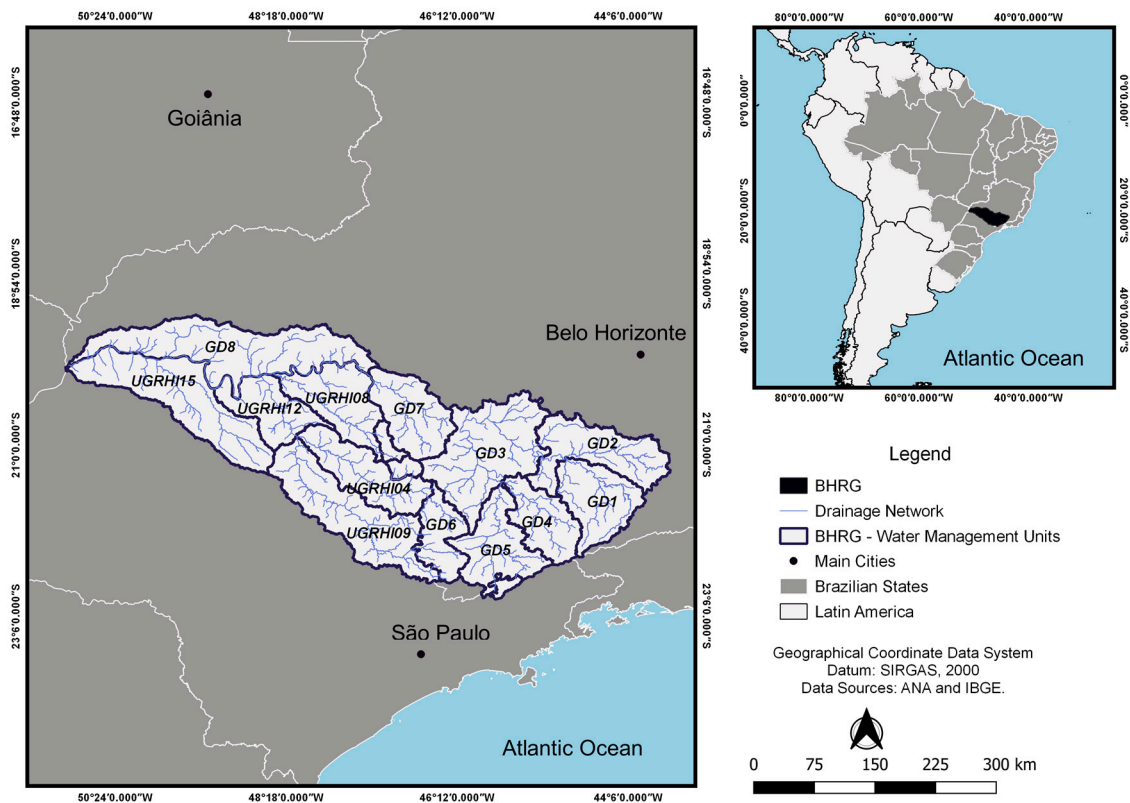 50°24'0.000"W 48°18'0.000"W 46°12'0.000"W 44°6'0.000"W
16°48'0.000"S
18°54'0.000"S
21°0'0.000"S
23°6'0.000"S
Goiânia
Belo Horizonte
GD8
UGRHI15
UGRHI12
UGRHI08
GD7
GD3
GD2
GD1
UGRHI04
GD6
GD4
UGRHI09
GD5
São Paulo
Atlantic Ocean
16°48'0.000"S
18°54'0.000"S
21°0'0.000"S
23°6'0.000"S
50°24'0.000"W 48°18'0.000"W 46°12'0.000"W 44°6'0.000"W
80°0'0.000"W 60°0'0.000"W 40°0'0.000"W
0°0'0.000"
20°0'0.000"S
40°0'0.000"S
Atlantic Ocean
0°0'0.000"
20°0'0.000"S
40°0'0.000"S
80°0'0.000"W 60°0'0.000"W 40°0'0.000"W
Legend
BHRG
Drainage Network
BHRG - Water Management Units
Main Cities
Brazilian States
Latin America
Geographical Coordinate Data System
Datum: SIRGAS, 2000
Data Sources: ANA and IBGE.
0 75 150 225 300 km